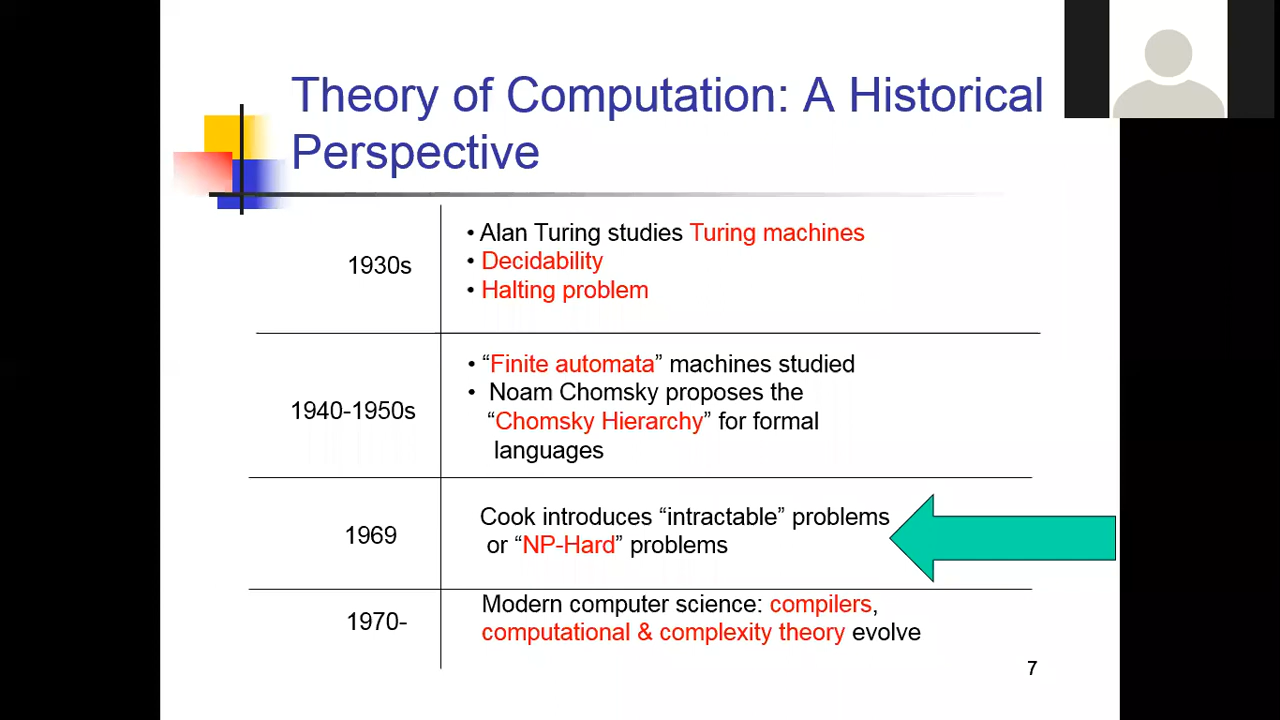 Theory of Computation: A Historical
Perspective
1930s
• Alan Turing studies Turing machines
• Decidability
• Halting problem
1940-1950s
• “Finite automata” machines studied
• Noam Chomsky proposes the
“Chomsky Hierarchy” for formal
languages
1969
Cook introduces “intractable” problems
or “NP-Hard” problems
1970-
Modern computer science: compilers,
computational & complexity theory evolve
7